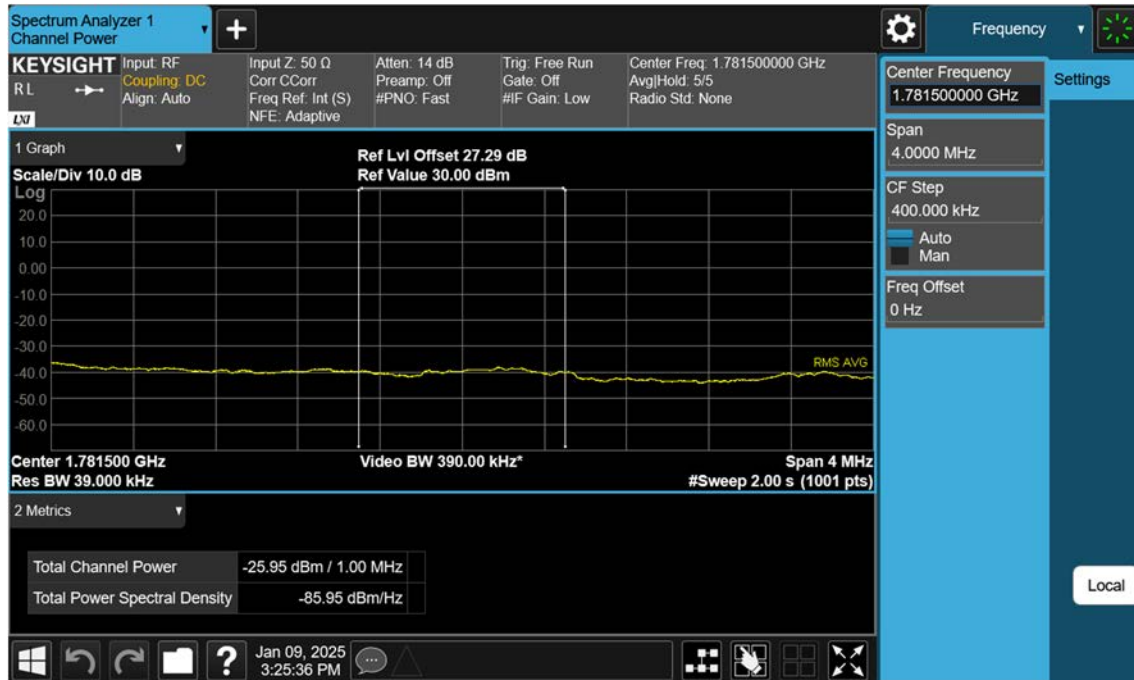 Spectrum Analyzer 1
Channel Power
+
Frequency
KEYSIGHT
R L
LXI
Input: RF
Coupling: DC
Align: Auto
Input Z: 50 Ω
Corr CCorr
Freq Ref: Int (S)
NFE: Adaptive
Atten: 14 dB
Preamp: Off
#PNO: Fast
Trig: Free Run
Gate: Off
#IF Gain: Low
Center Freq: 1.781500000 GHz
Avg|Hold: 5/5
Radio Std: None
Center Frequency
1.781500000 GHz
Settings
Span
4.0000 MHz
CF Step
400.000 kHz
Auto
Man
Freq Offset
0 Hz
1 Graph
Scale/Div 10.0 dB
Ref Lvl Offset 27.29 dB
Ref Value 30.00 dBm
Log
20.0
10.0
0.00
-10.0
-20.0
-30.0
-40.0
-50.0
-60.0
RMS AVG
Center 1.781500 GHz
Video BW 390.00 kHz*
Span 4 MHz
Res BW 39.000 kHz
#Sweep 2.00 s (1001 pts)
2 Metrics
Total Channel Power -25.95 dBm / 1.00 MHz
Total Power Spectral Density -85.95 dBm/Hz
Local
?
Jan 09, 2025
3:25:36 PM